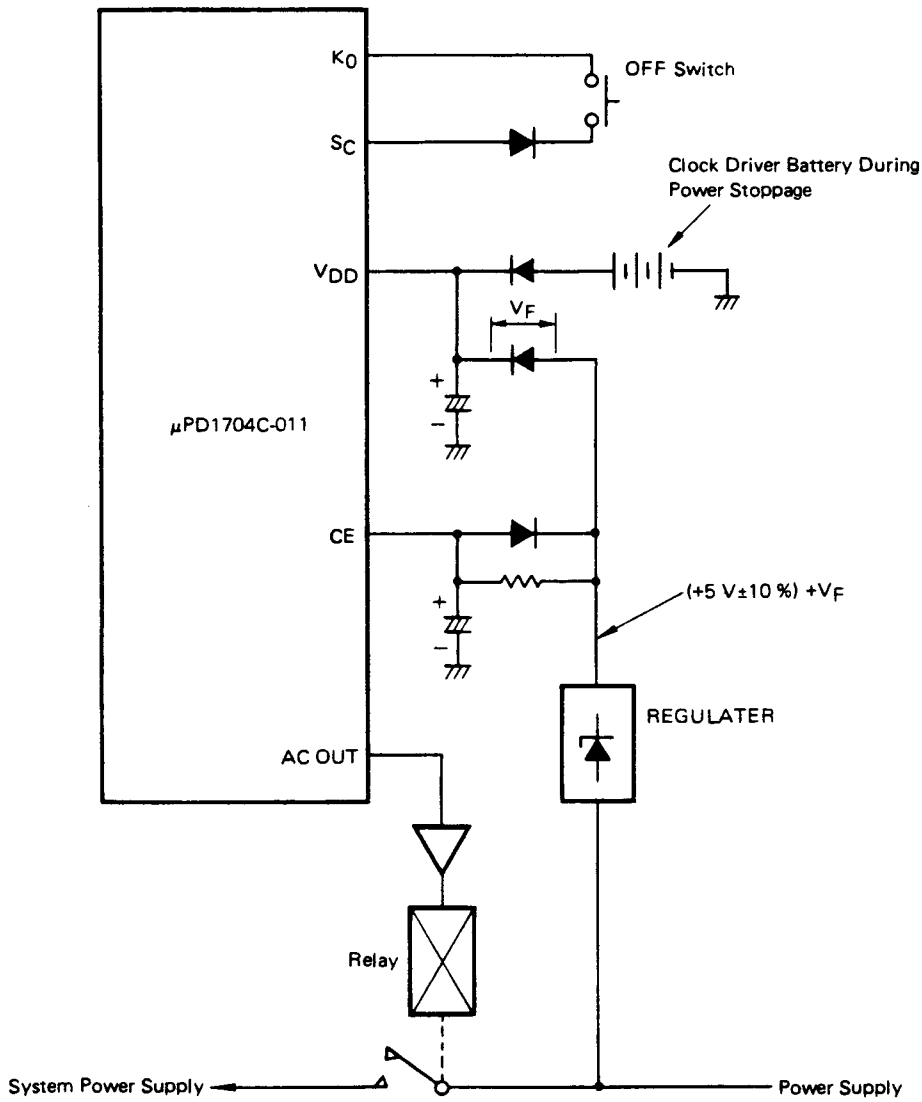 K0
OFF Switch
SC
Clock Driver Battery During
Power Stoppage
VDD
VF
+
−
μPD1704C-011
CE
+
−
(+5 V±10 %) +VF
REGULATER
AC OUT
Relay
System Power Supply
Power Supply